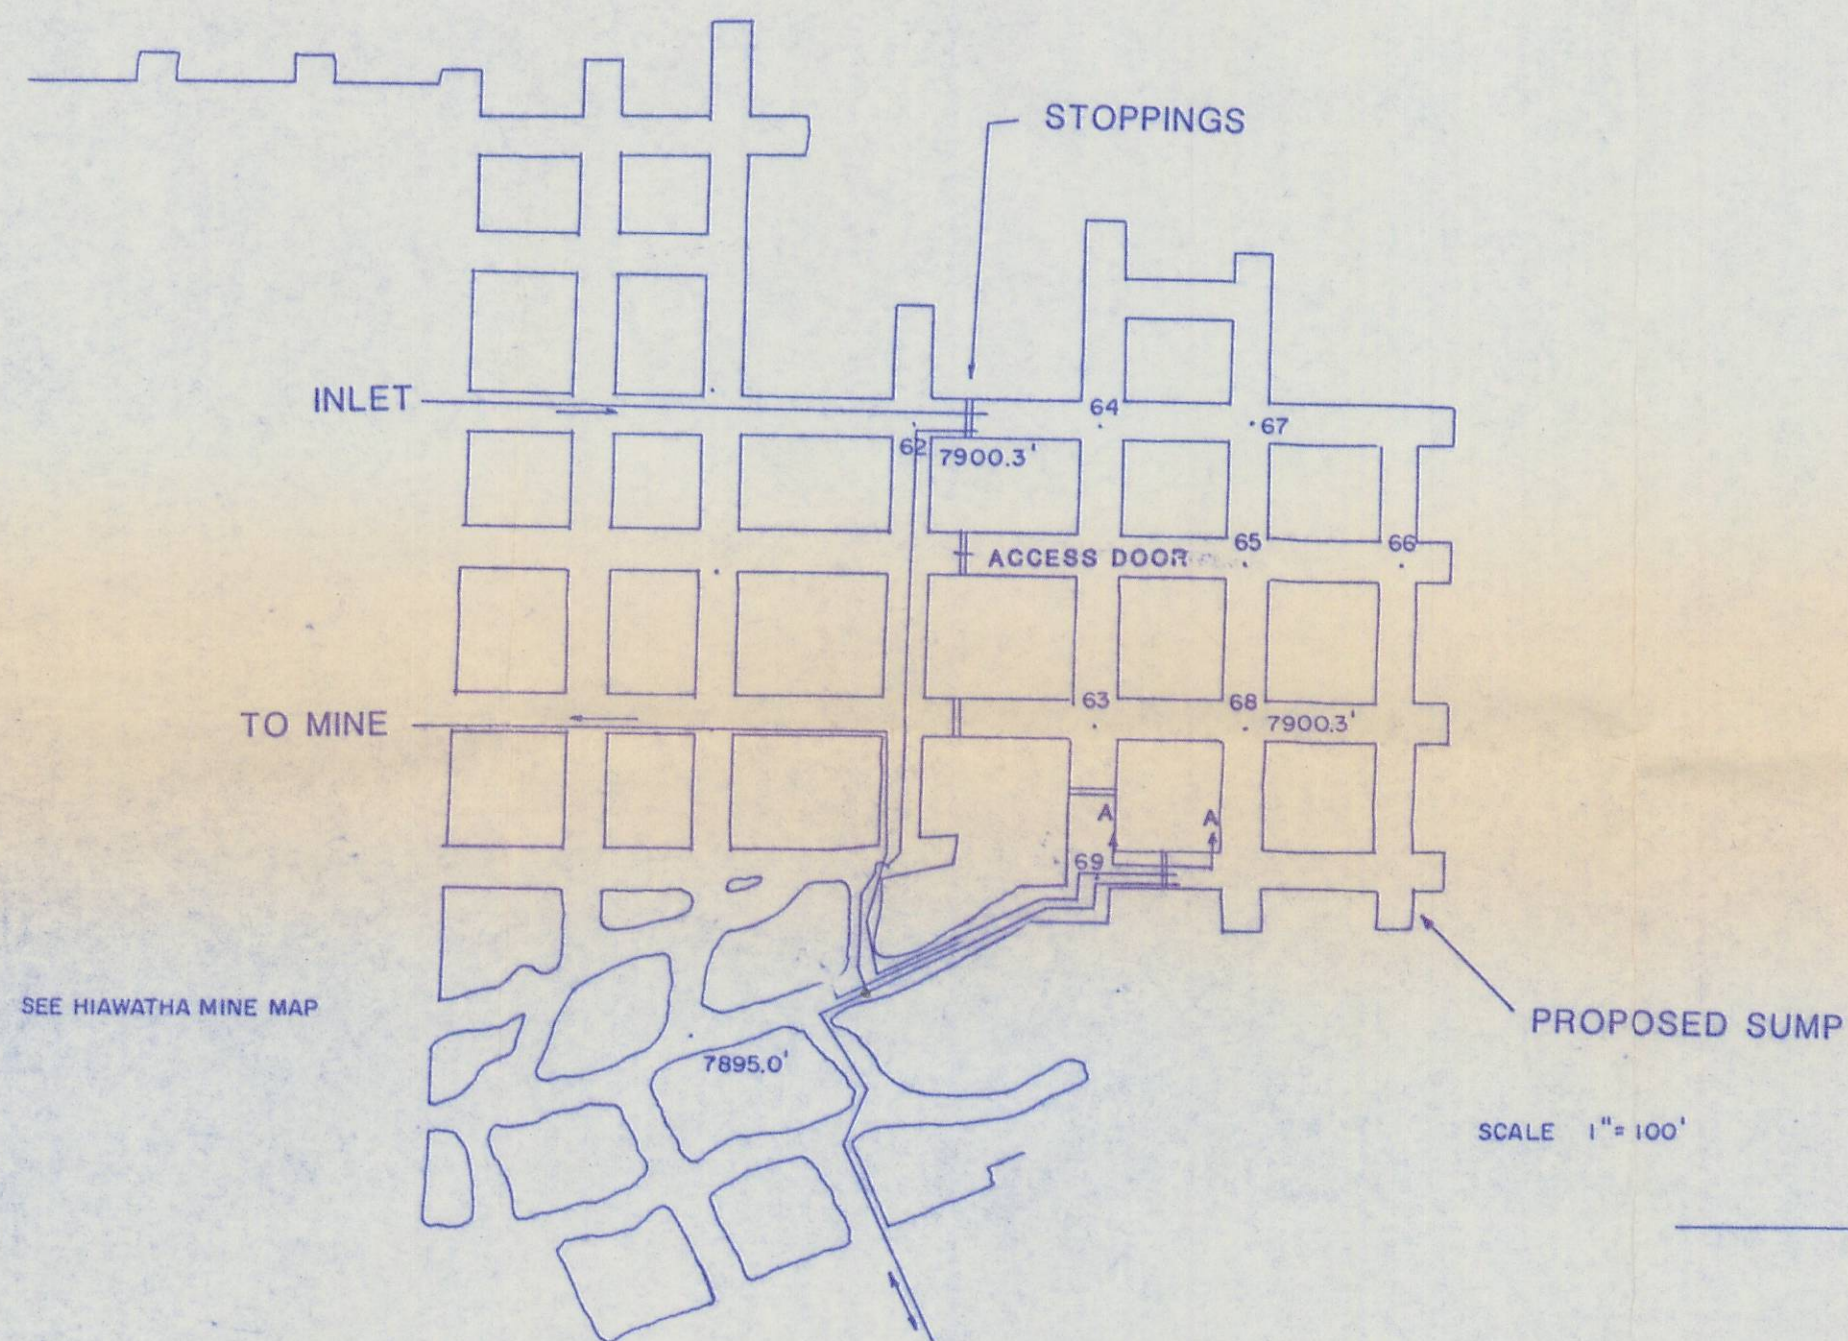 STOPPINGS
INLET
64
67
62
7900.3'
65
66
ACCESS DOOR
63
68
TO MINE
7900.3'
A
A
69
SEE HIAWATHA MINE MAP
PROPOSED SUMP
7895.0'
SCALE 1"= 100'